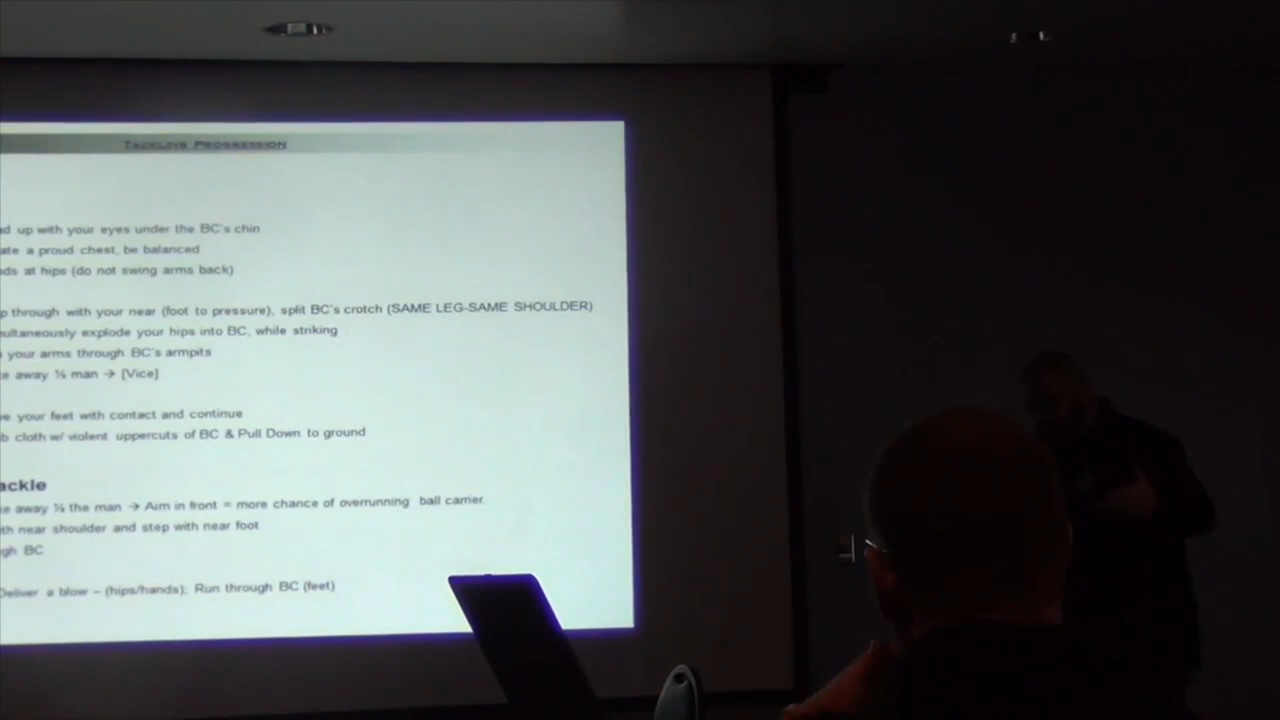 TACKLING PROGRESSION
up with your eyes under the BC's chin
a proud chest, be balanced
at hips (do not swing arms back)
through with your near (foot to pressure), split BC's crotch (SAME LEG-SAME SHOULDER)
explode your hips into BC, while striking
your arms through BC's armpits
away ½ man → [Vice]
your feet with contact and continue
cloth w/ violent uppercuts of BC & Pull Down to ground
ackle
away ½ the man → Aim in front = more chance of overrunning ball carrier.
near shoulder and step with near foot
BC
Deliver a blow – (hips/hands); Run through BC (feet)